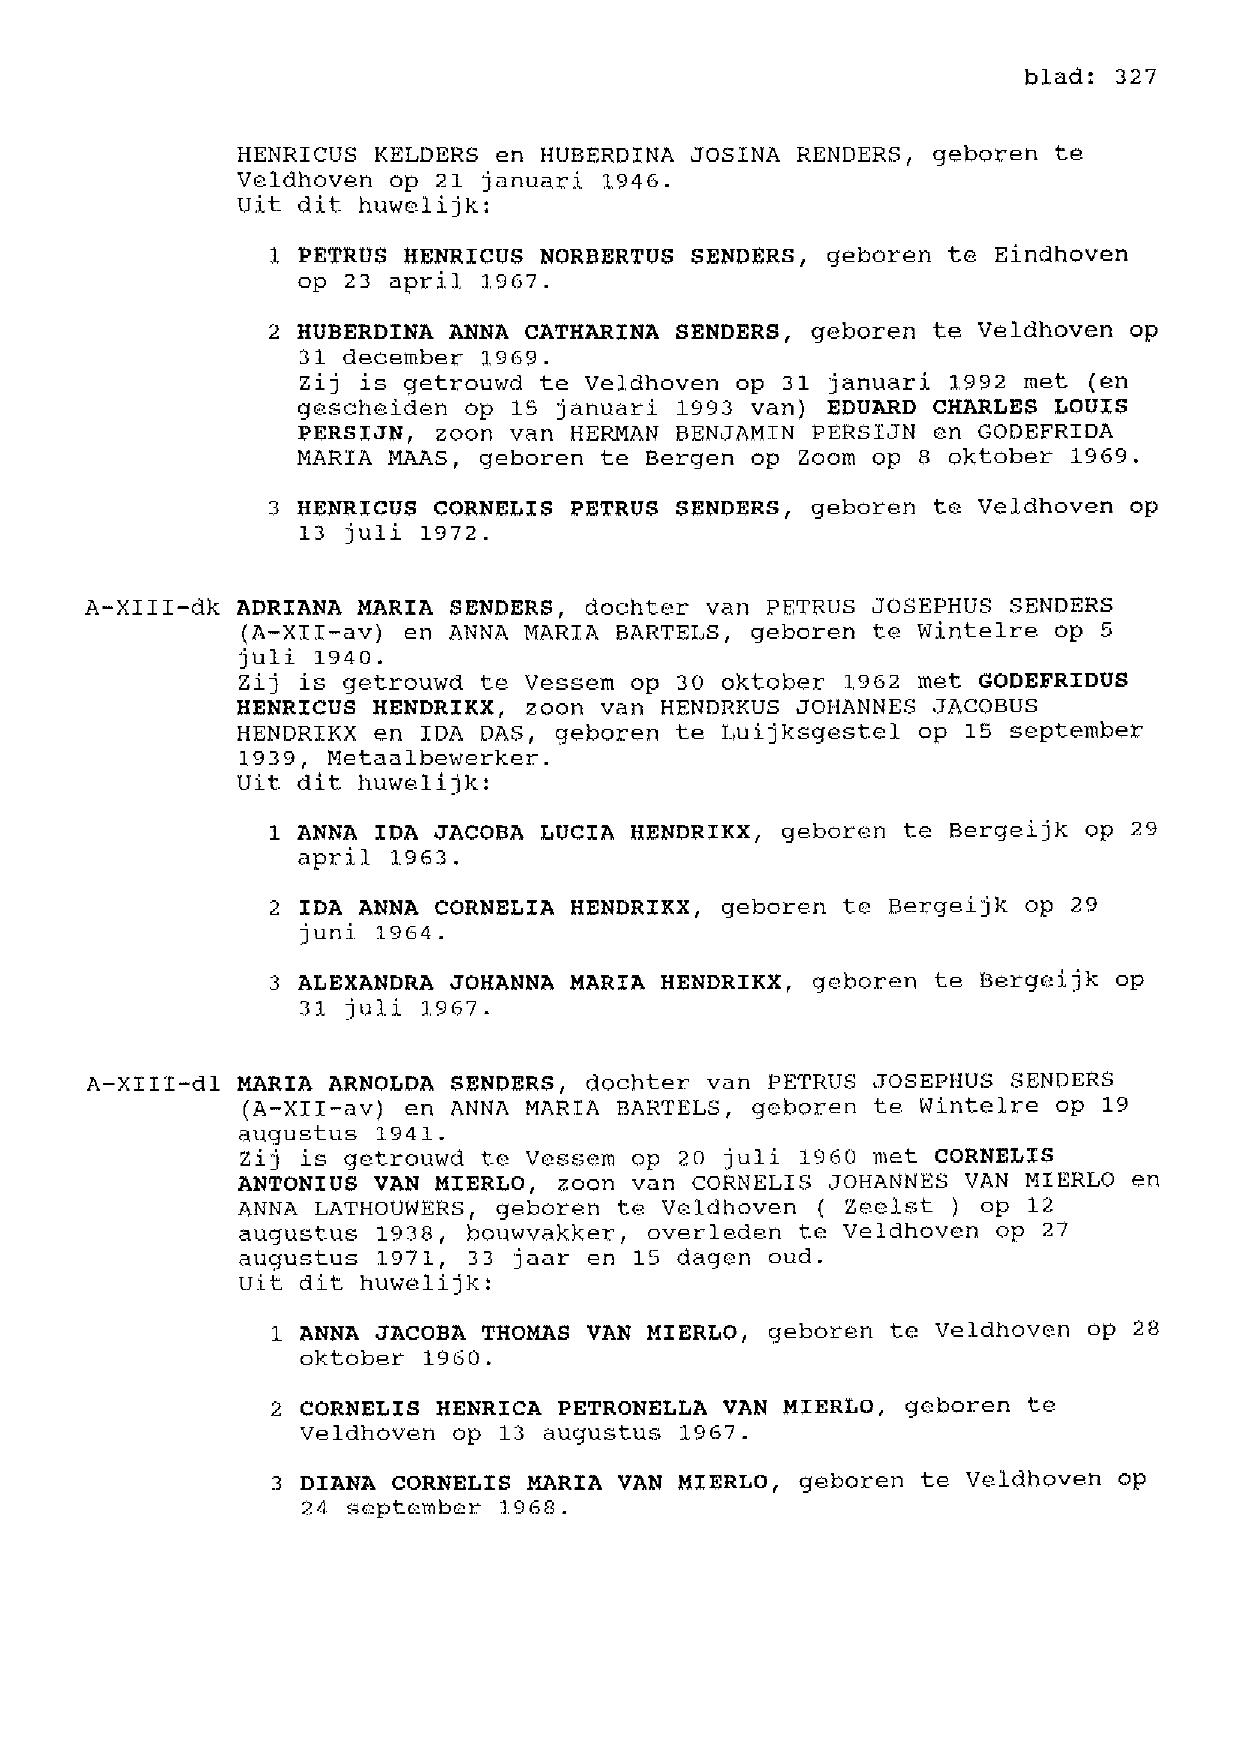 blad: 327
HENRICUS KELDERS en HUBERDINA JOSINA RENDERS, geboren te
Veldhoven op 21 januari 1946.
Uit dit huwelijk:
1 PETRUS HENRICUS NORBERTUS SENDERS, geboren te Eindhoven
op 23 april 1967.
2 HUBERDINA ANNA CATHARINA SENDERS, geboren te Veldhoven op
31 december 1969.
Zij is getrouwd te Veldhoven op 31 januari 1992 met (en
gescheiden op 15 januari 1993 van) EDUARD CHARLES LOUIS
PERSIJN, zoon van HERMAN BENJAMIN PERSIJN en GODEFRIDA
MARIA MAAS, geboren te Bergen op Zoom op 8 oktober 1969.
3 HENRICUS CORNELIS PETRUS SENDERS, geboren te Veldhoven op
13 juli 1972.
A-XIII-dk ADRIANA MARIA SENDERS, dochter van PETRUS JOSEPHUS SENDERS
(A-XII-av) en ANNA MARIA BARTELS, geboren te Wintelre op 5
juli 1940.
Zij is getrouwd te Vessem op 30 oktober 1962 met GODEFRIDUS
HENRICUS HENDRIKX, zoon van HENDRKUS JOHANNES JACOBUS
HENDRIKX en IDA DAS, geboren te Luijksgestel op 15 september
1939, Metaalbewerker.
Uit dit huwelijk:
1 ANNA IDA JACOBA LUCIA HENDRIKX, geboren te Bergeijk op 29
april 1963.
2 IDA ANNA CORNELIA HENDRIKX, geboren te Bergeijk op 29
juni 1964.
3 ALEXANDRA JOHANNA MARIA HENDRIKX, geboren te Bergeijk op
31 juli 1967.
A-XIII-dl MARIA ARNOLDA SENDERS, dochter van PETRUS JOSEPHUS SENDERS
(A-XII-av) en ANNA MARIA BARTELS, geboren te Wintelre op 19
augustus 1941.
Zij is getrouwd te Vessem op 20 juli 1960 met CORNELIS
ANTONIUS VAN MIERLO, zoon van CORNELIS JOHANNES VAN MIERLO en
ANNA LATHOUWERS, geboren te Veldhoven ( Zeelst ) op 12
augustus 1938, bouwvakker, overleden te Veldhoven op 27
augustus 1971, 33 jaar en 15 dagen oud.
Uit dit huwelijk:
1 ANNA JACOBA THOMAS VAN MIERLO, geboren te Veldhoven op 28
oktober 1960.
2 CORNELIS HENRICA PETRONELLA VAN MIERLO, geboren te
Veldhoven op 13 augustus 1967.
3 DIANA CORNELIS MARIA VAN MIERLO, geboren te Veldhoven op
24 september 1968.